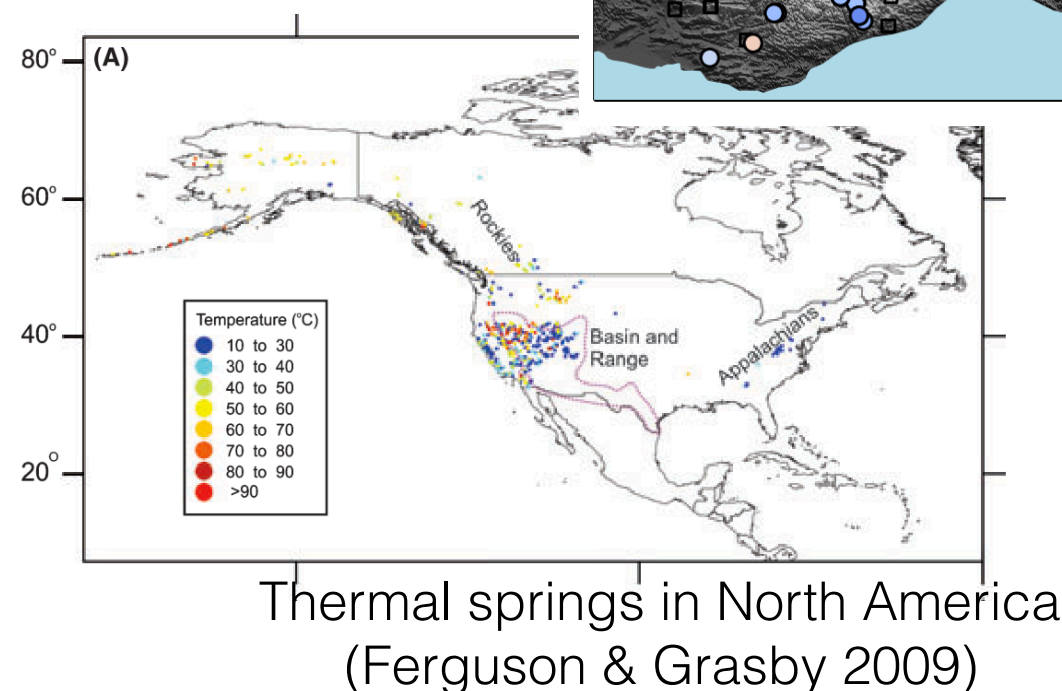 80°
(A)
60°
Rockies
40°
Temperature (°C)
10 to 30
30 to 40
40 to 50
50 to 60
60 to 70
70 to 80
80 to 90
>90
Basin and
Range
Appalachians
20°
Thermal springs in North America
(Ferguson & Grasby 2009)